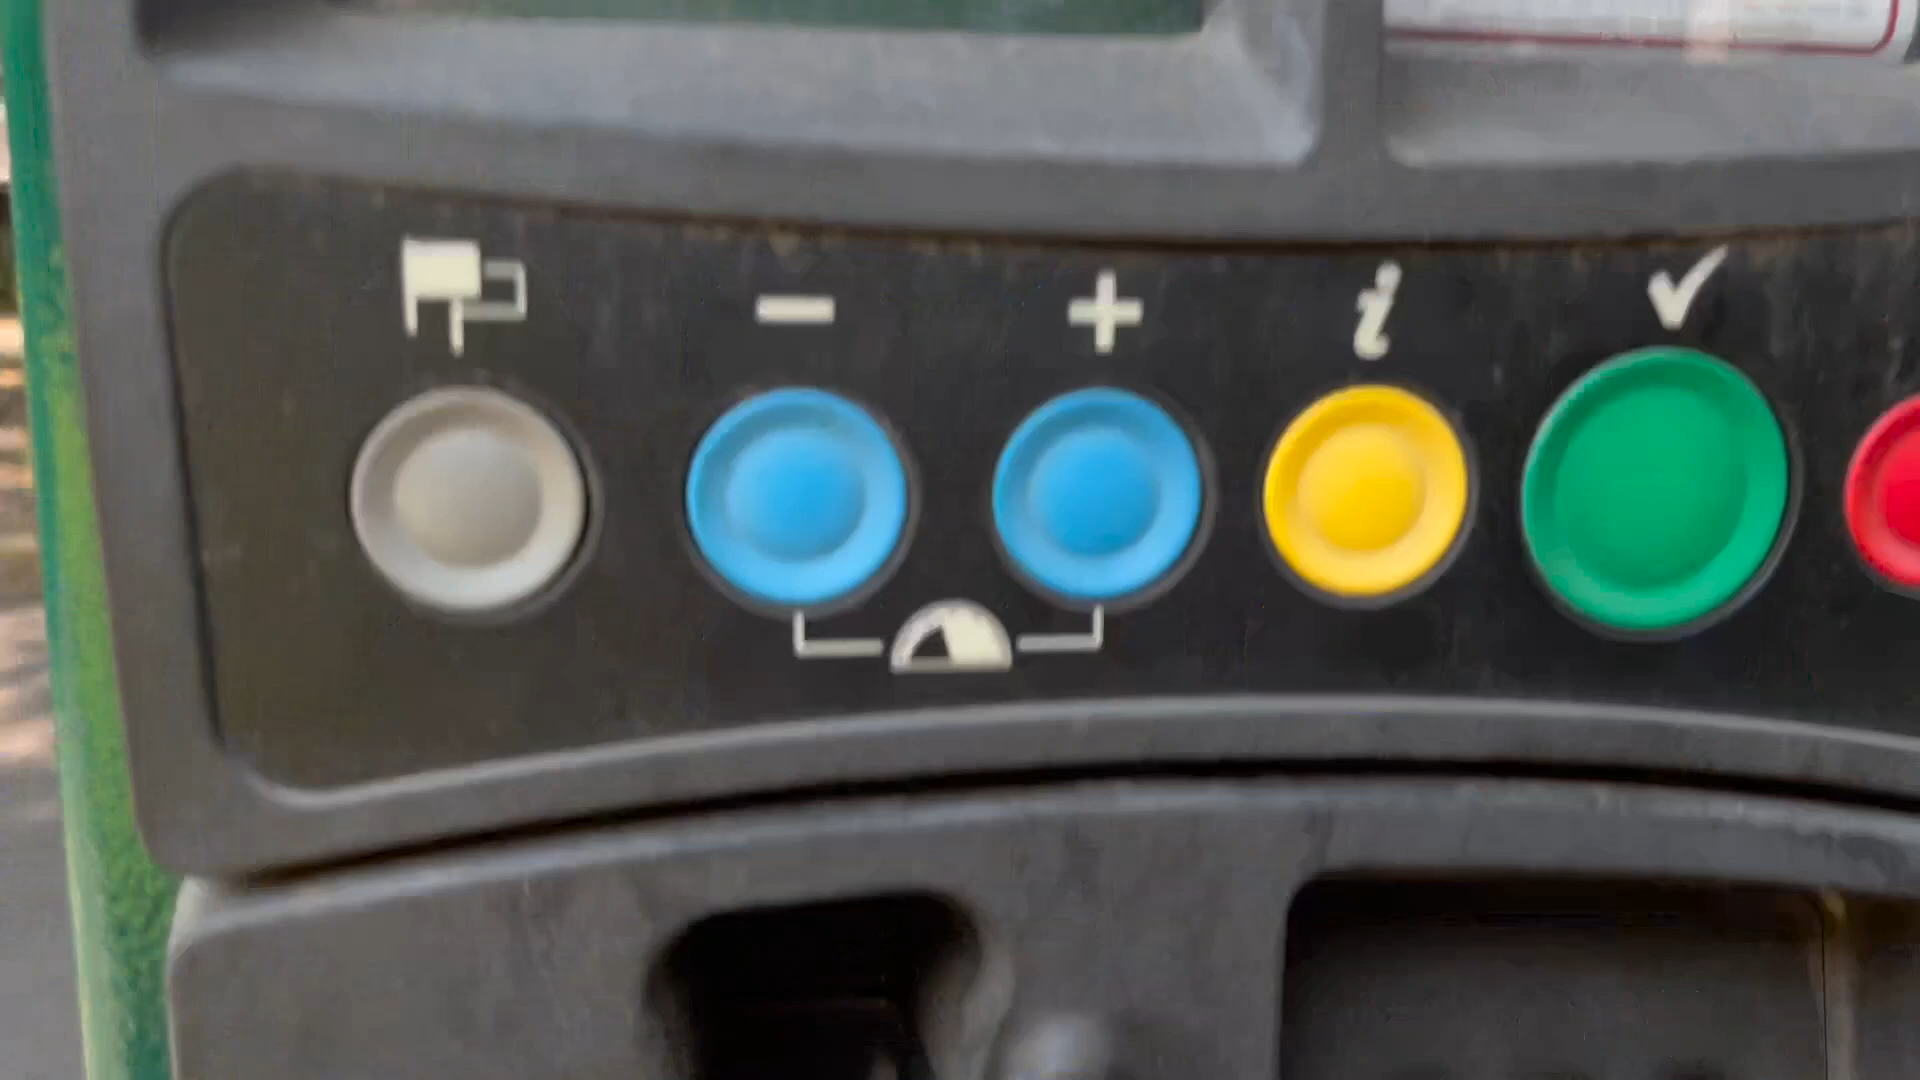 − + i ✓